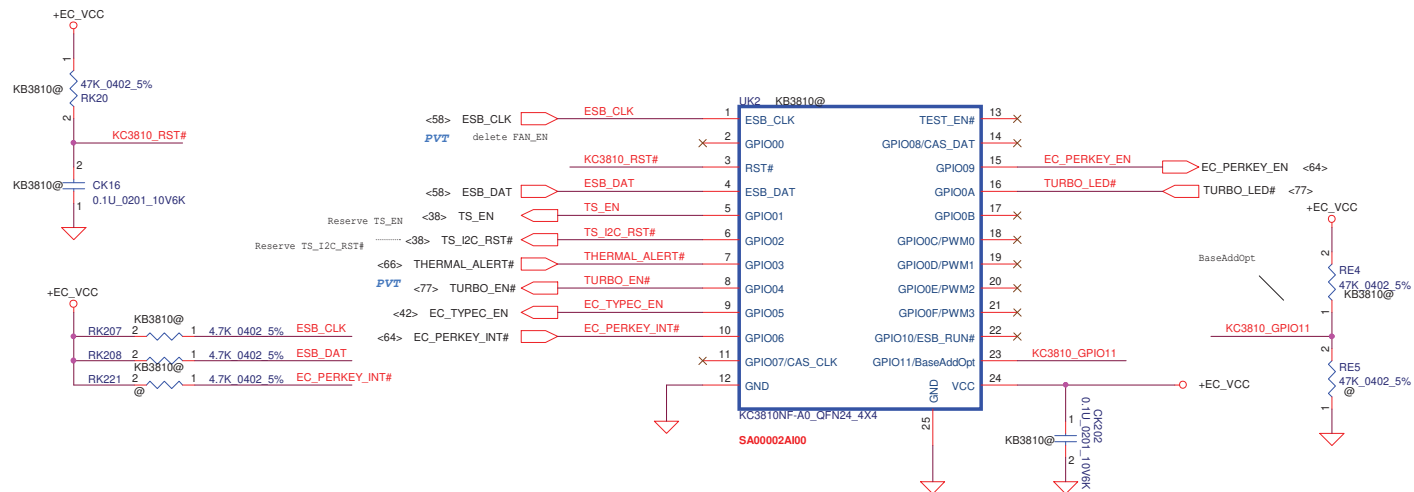 +EC_VCC
1
KB3810@
47K_0402_5%
RK20
2
KC3810_RST#
2
KB3810@
CK16
0.1U_0201_10V6K
1
+EC_VCC
KB3810@
RK207 2 1 4.7K_0402_5% ESB_CLK
KB3810@
RK208 2 1 4.7K_0402_5% ESB_DAT
KB3810@
RK221 2 1 4.7K_0402_5% EC_PERKEY_INT#
@
<58> ESB_CLK ESB_CLK
PVT delete FAN_EN
KC3810_RST#
<58> ESB_DAT ESB_DAT
Reserve TS_EN <38> TS_EN TS_EN
Reserve TS_I2C_RST# <38> TS_I2C_RST# TS_I2C_RST#
<66> THERMAL_ALERT# THERMAL_ALERT#
PVT <77> TURBO_EN# TURBO_EN#
<42> EC_TYPEC_EN EC_TYPEC_EN
<64> EC_PERKEY_INT# EC_PERKEY_INT#
UK2 KB3810@
1 ESB_CLK TEST_EN# 13
2 GPIO00 GPIO08/CAS_DAT 14
3 RST# GPIO09 15
4 ESB_DAT GPIO0A 16
5 GPIO01 GPIO0B 17
6 GPIO02 GPIO0C/PWM0 18
7 GPIO03 GPIO0D/PWM1 19
8 GPIO04 GPIO0E/PWM2 20
9 GPIO05 GPIO0F/PWM3 21
10 GPIO06 GPIO10/ESB_RUN# 22
11 GPIO07/CAS_CLK GPIO11/BaseAddOpt 23
12 GND VCC 24
GND
25
KC3810NF-A0_QFN24_4X4
SA00002AI00
EC_PERKEY_EN EC_PERKEY_EN <64>
TURBO_LED# TURBO_LED# <77>
KC3810_GPIO11
+EC_VCC
1
KB3810@
2
CK202
0.1U_0201_10V6K
+EC_VCC
2
BaseAddOpt
RE4
47K_0402_5%
KB3810@
1
KC3810_GPIO11
2
RE5
47K_0402_5%
@
1